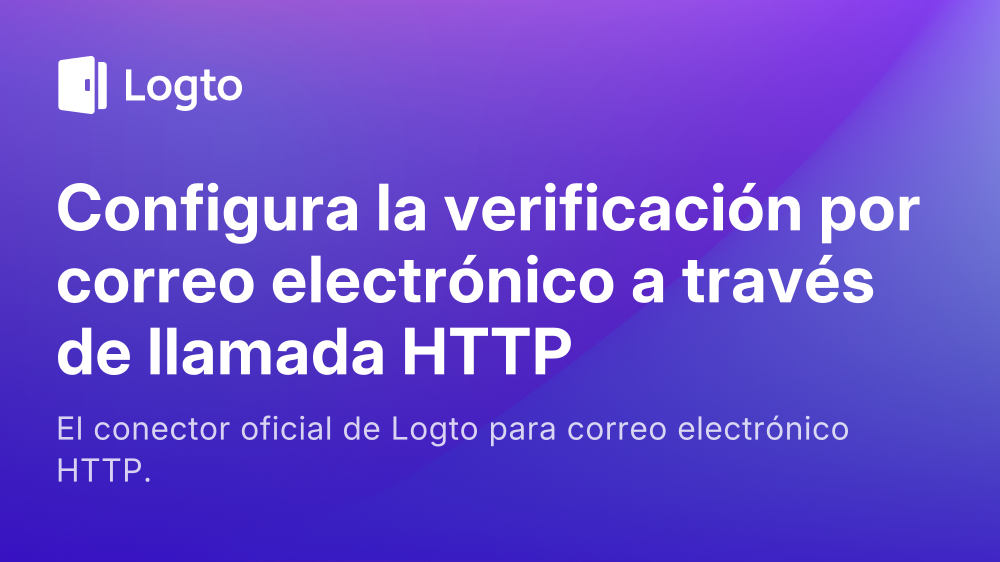 Logto
Configura la verificación por
correo electrónico a través
de llamada HTTP
El conector oficial de Logto para correo electrónico
HTTP.